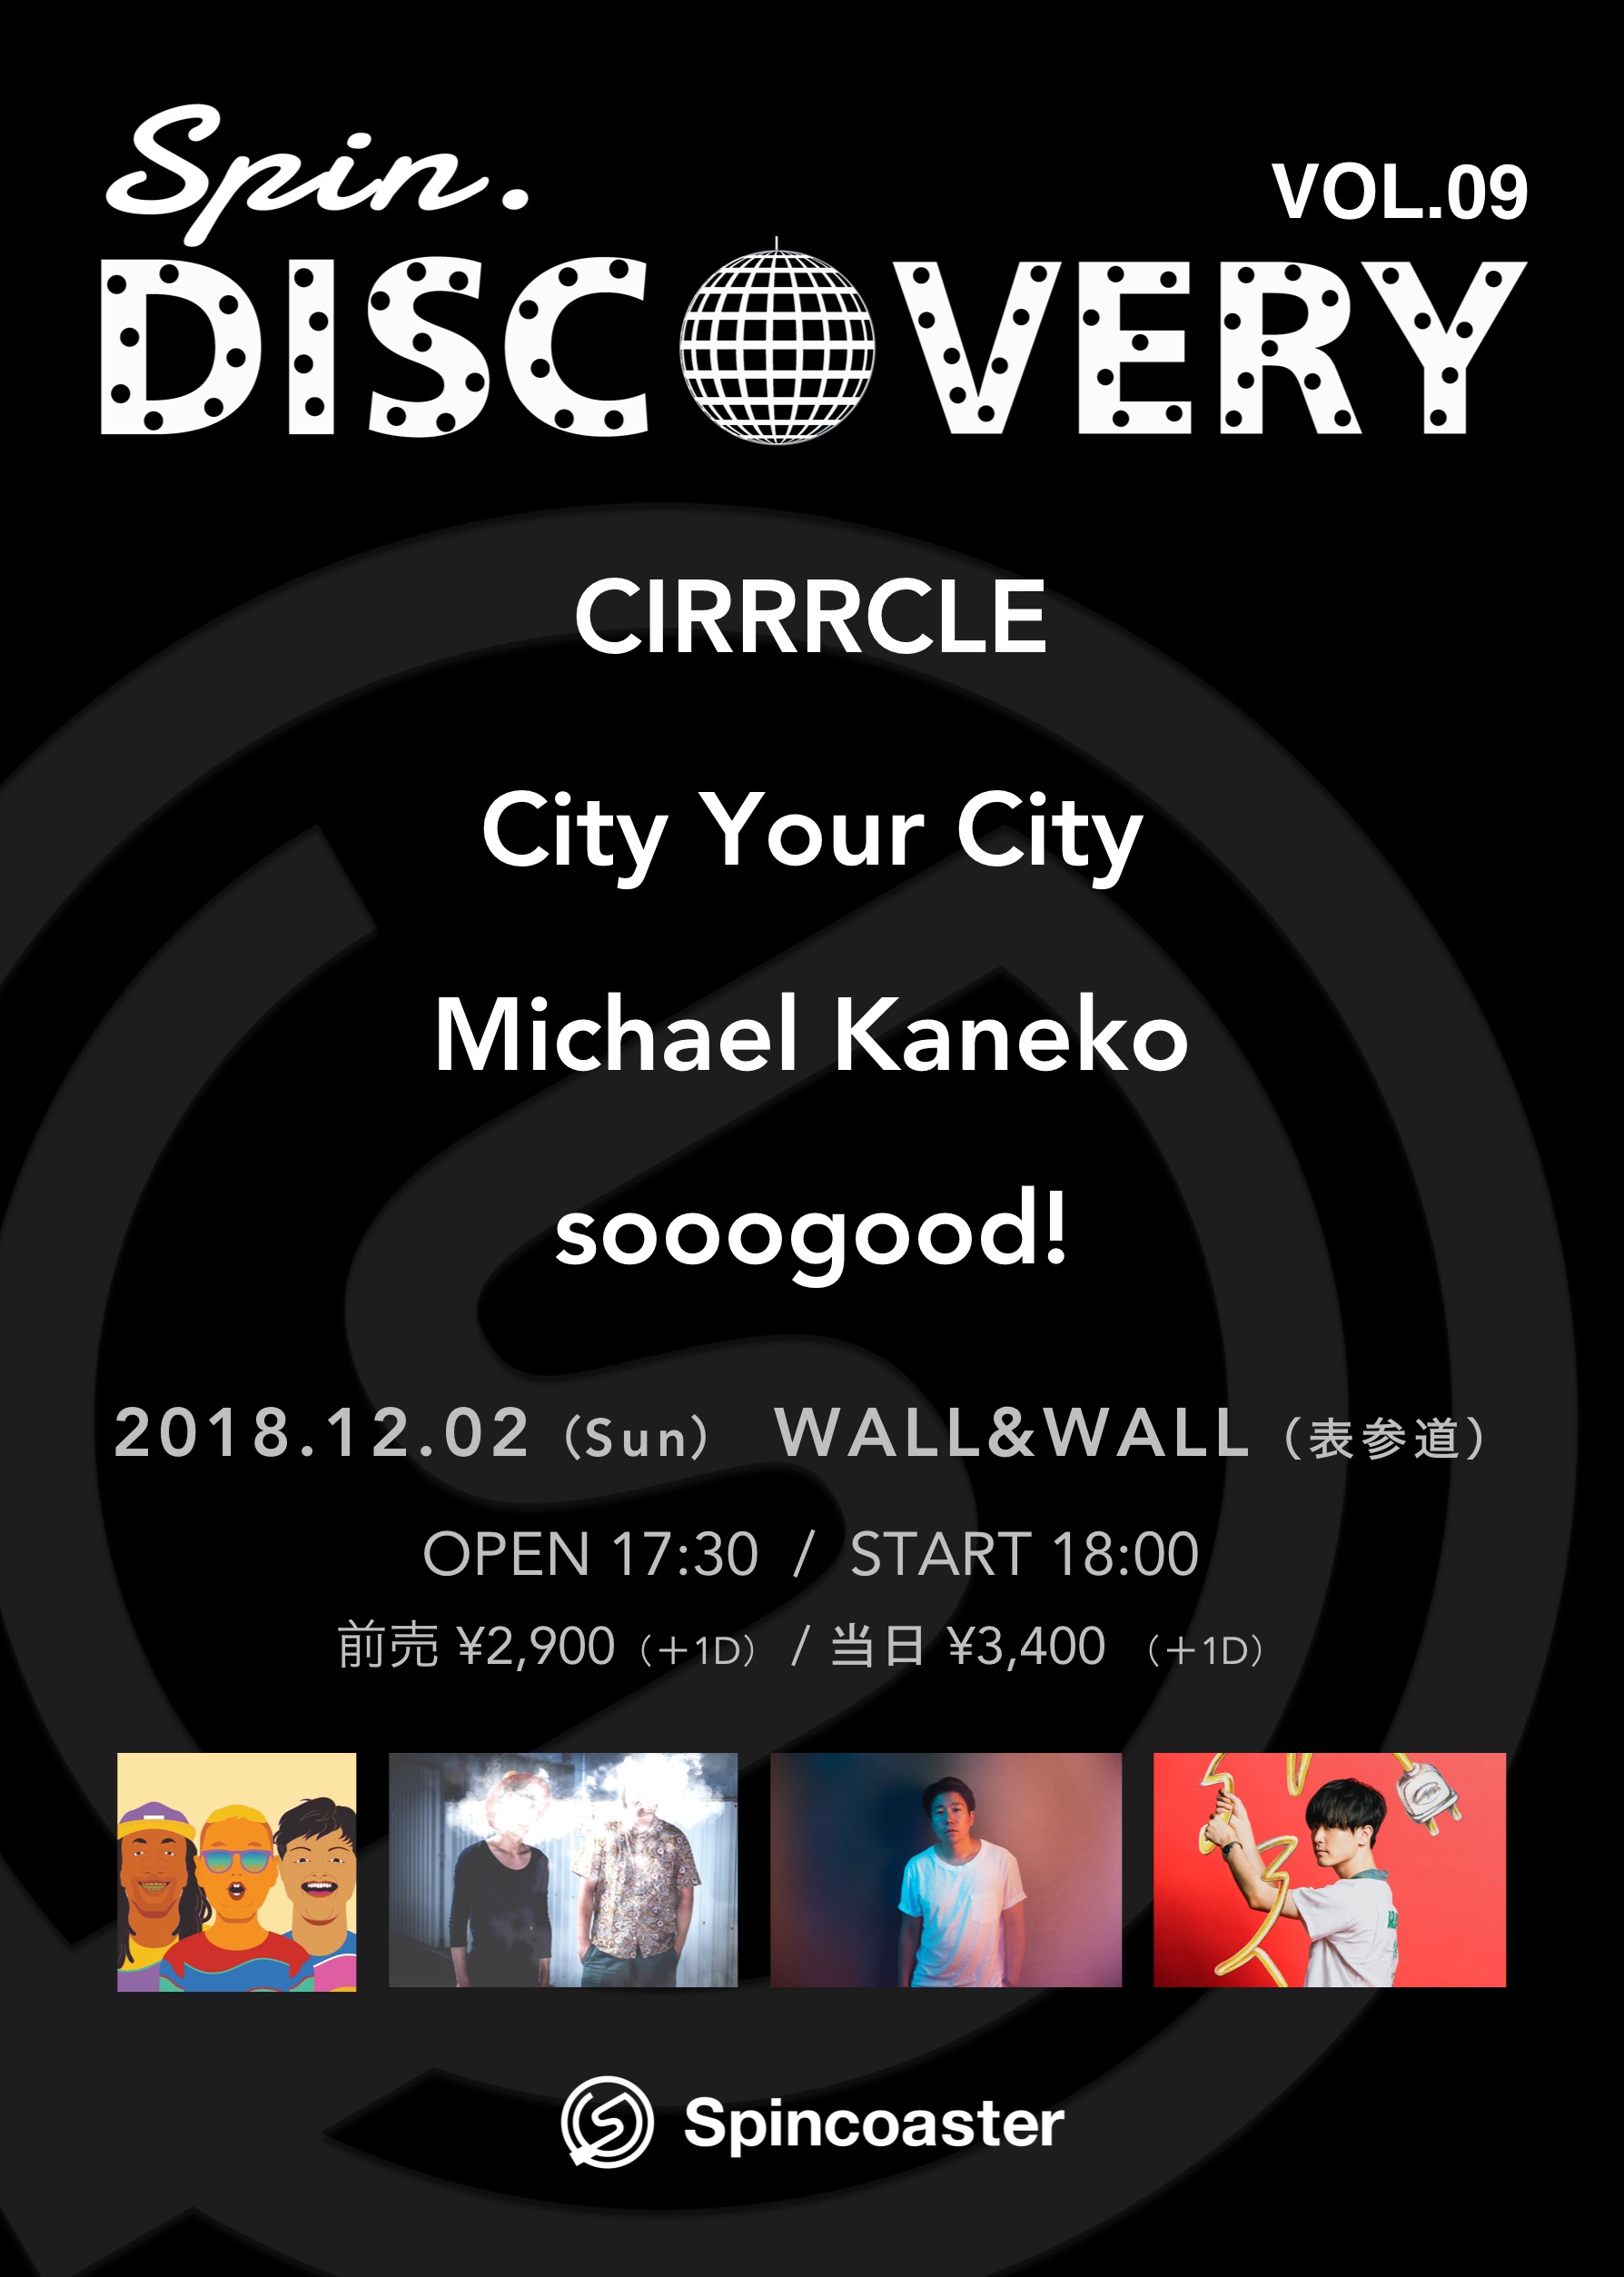 Spin.
VOL.09
DISCOVERY
CIRRRCLE
City Your City
Michael Kaneko
sooogood!
2018.12.02（Sun） WALL&WALL（表参道）
OPEN 17:30 / START 18:00
前売 ¥2,900（＋1D） / 当日 ¥3,400 （＋1D）
Spincoaster